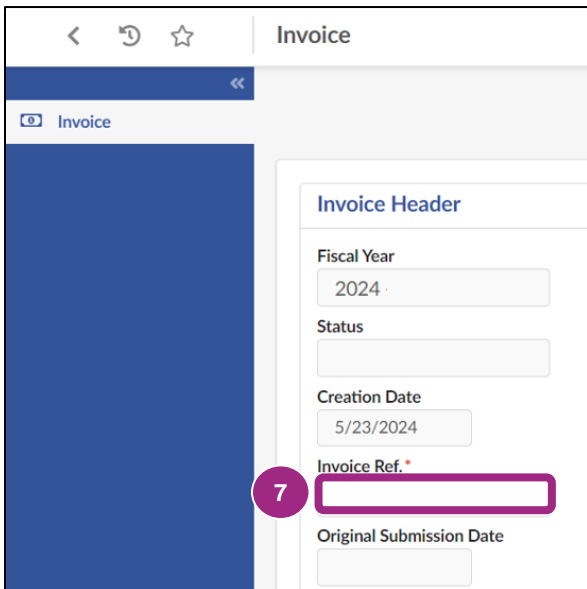 Invoice
Invoice
Invoice Header
Fiscal Year
2024
Status
Creation Date
5/23/2024
Invoice Ref.*
7
Original Submission Date